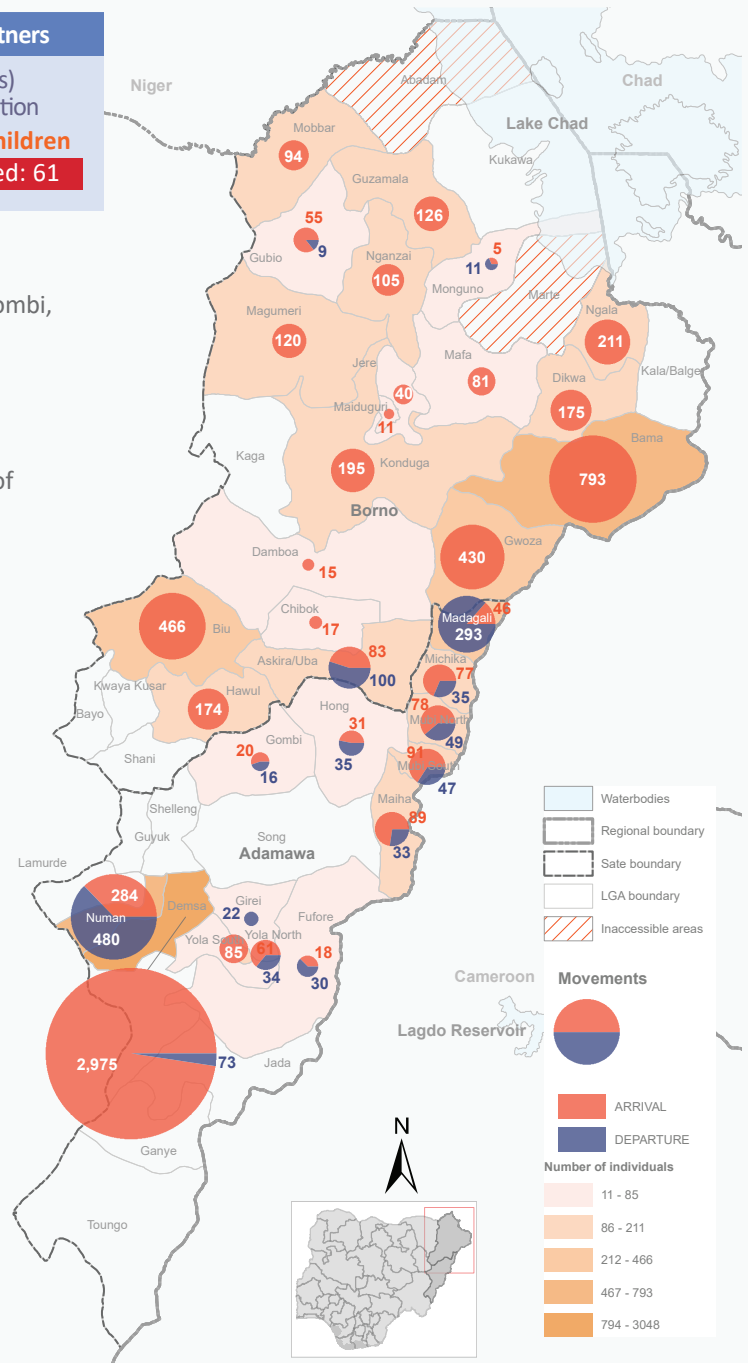 tners
s)
tion
hildren
ed: 61
ombi,
of
Niger
Chad
Abadam
Lake Chad
Mobbar
94
Kukawa
Guzamala
126
55
Gubio
9
Nganzai
105
5
11
Monguno
Marte
Magumeri
120
Ngala
211
Jere
Mafa
81
Kala/Balge
Dikwa
175
40
Maiduguri
11
Bama
793
Kaga
195
Konduga
Borno
Gwoza
430
Damboa
15
Chibok
17
466
Biu
Madagali
46
293
Askira/Uba
83
100
Michika
77
35
Kwaya Kusar
Hawul
174
Bayo
Hong
31
35
78
49
Gombi
20
16
Shani
91
47
Maiha
89
33
Shelleng
Guyuk
Song
Adamawa
Lamurde
284
Numan
480
Demsa
Girei
22
Fufore
Yola South
Yola North
85
61
34
18
30
2,975
73
Jada
Ganye
Toungo
Cameroon
Lagdo Reservoir
N
Waterbodies
Regional boundary
Sate boundary
LGA boundary
Inaccessible areas
Movements
ARRIVAL
DEPARTURE
Number of individuals
11 - 85
86 - 211
212 - 466
467 - 793
794 - 3048